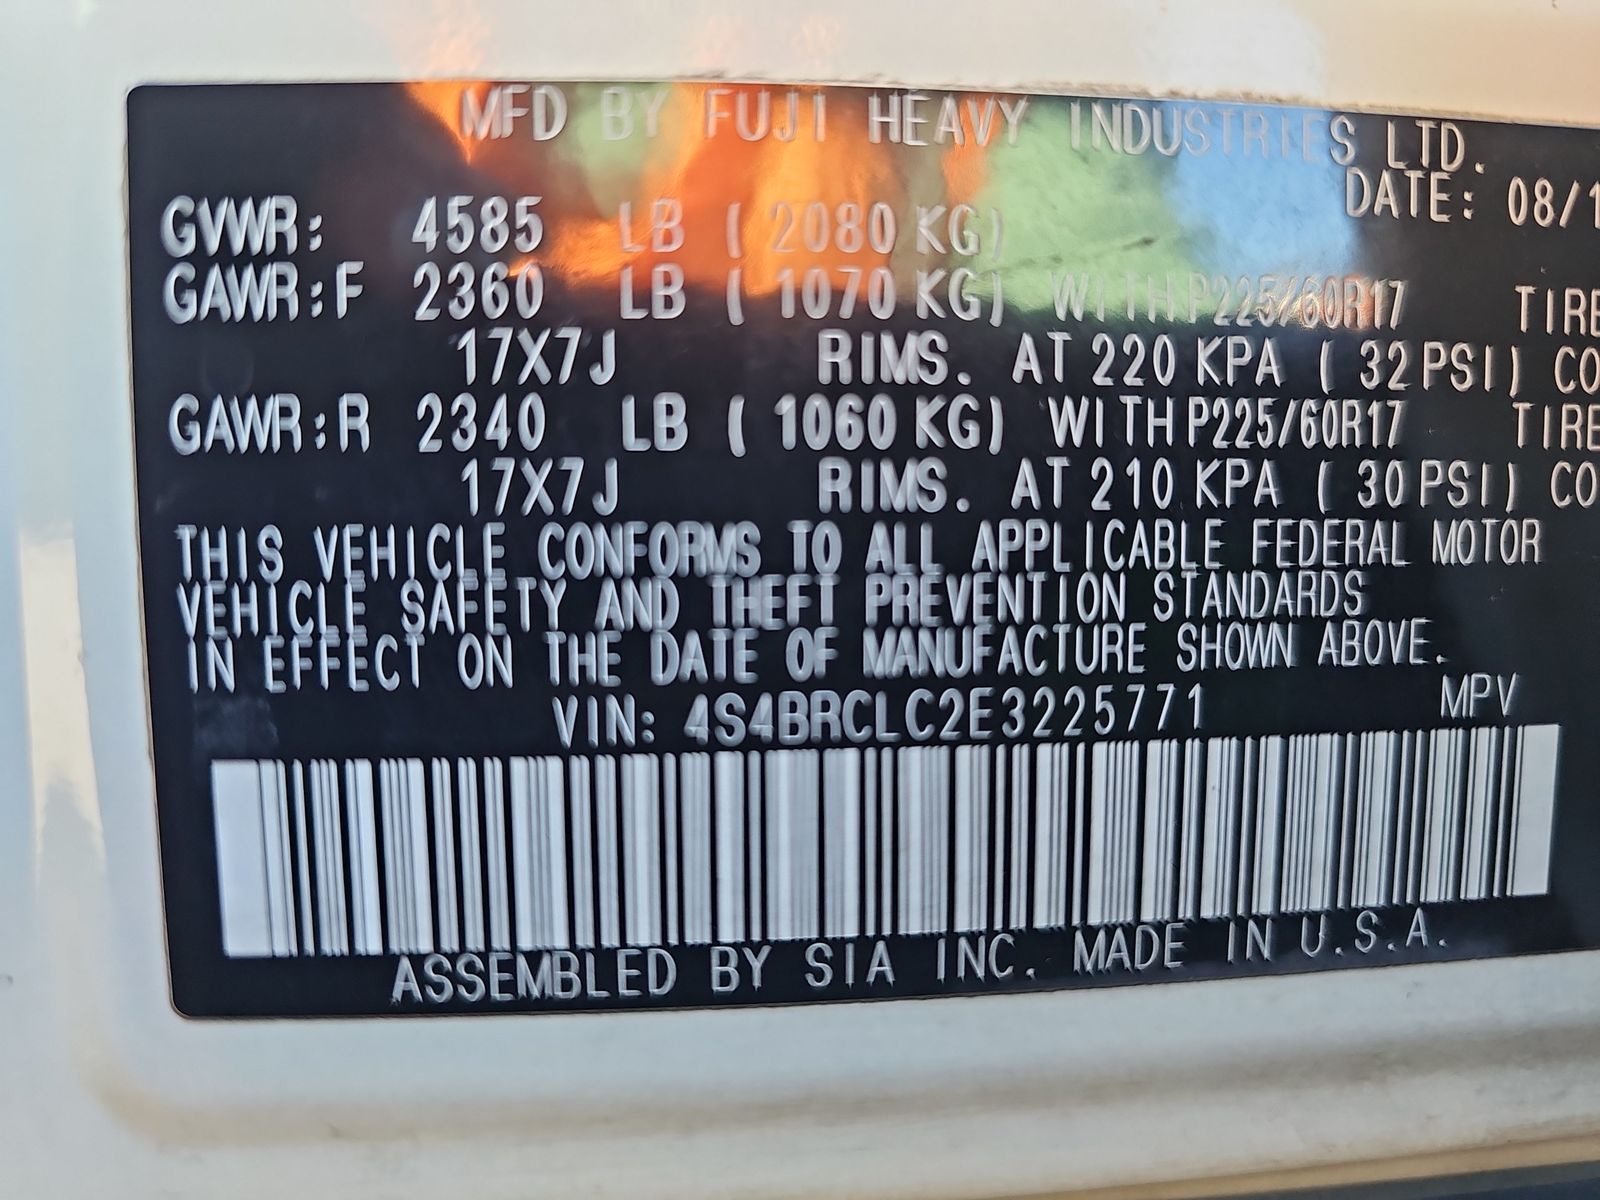 MFD BY FUJI HEAVY INDUSTRIES LTD.
DATE: 08/1
GVWR: 4585 LB ( 2080 KG)
GAWR:F 2360 LB ( 1070 KG) WITH P225/60R17 TIRE
17X7J RIMS. AT 220 KPA ( 32 PSI) CO
GAWR:R 2340 LB ( 1060 KG) WITH P225/60R17 TIRE
17X7J RIMS. AT 210 KPA ( 30 PSI) CO
THIS VEHICLE CONFORMS TO ALL APPLICABLE FEDERAL MOTOR
VEHICLE SAFETY AND THEFT PREVENTION STANDARDS
IN EFFECT ON THE DATE OF MANUFACTURE SHOWN ABOVE.
VIN: 4S4BRCLC2E3225771 MPV
ASSEMBLED BY SIA INC. MADE IN U.S.A.